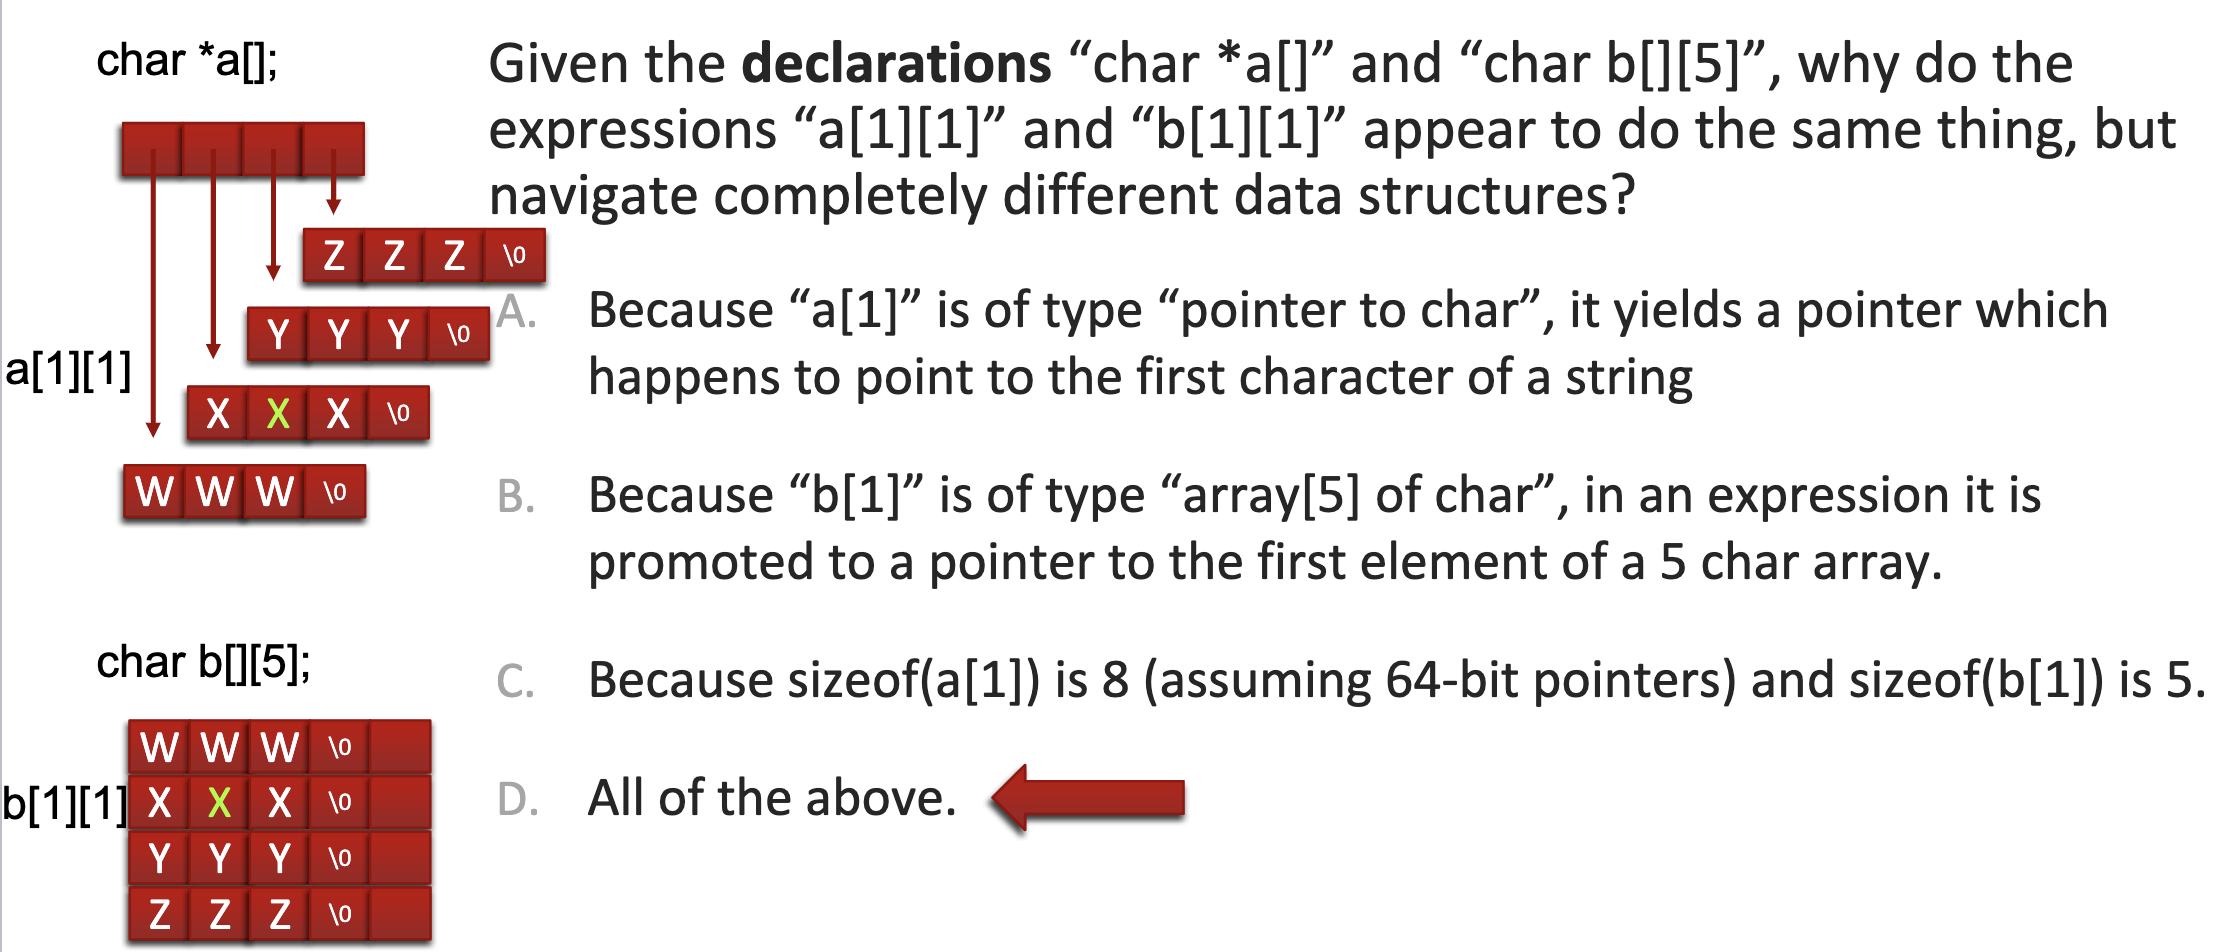 char *a[];
Z Z Z \0
Y Y Y \0
a[1][1]
X X X \0
W W W \0
char b[][5];
W W W \0
b[1][1] X X X \0
Y Y Y \0
Z Z Z \0
Given the declarations “char *a[]” and “char b[][5]”, why do the
expressions “a[1][1]” and “b[1][1]” appear to do the same thing, but
navigate completely different data structures?
A. Because “a[1]” is of type “pointer to char”, it yields a pointer which
happens to point to the first character of a string
B. Because “b[1]” is of type “array[5] of char”, in an expression it is
promoted to a pointer to the first element of a 5 char array.
C. Because sizeof(a[1]) is 8 (assuming 64-bit pointers) and sizeof(b[1]) is 5.
D. All of the above.